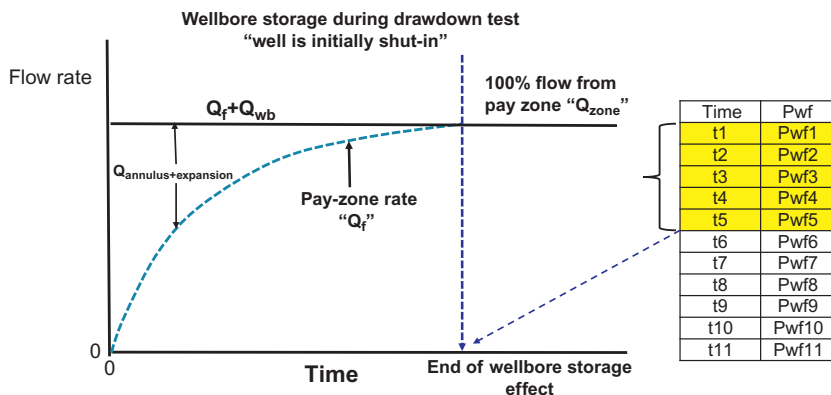 Wellbore storage during drawdown test
“well is initially shut-in”
Flow rate
Qf+Qwb
100% flow from
pay zone “Qzone”
Qannulus+expansion
Pay-zone rate
“Qf”
0
0
Time
End of wellbore storage
effect
Time Pwf
t1 Pwf1
t2 Pwf2
t3 Pwf3
t4 Pwf4
t5 Pwf5
t6 Pwf6
t7 Pwf7
t8 Pwf8
t9 Pwf9
t10 Pwf10
t11 Pwf11